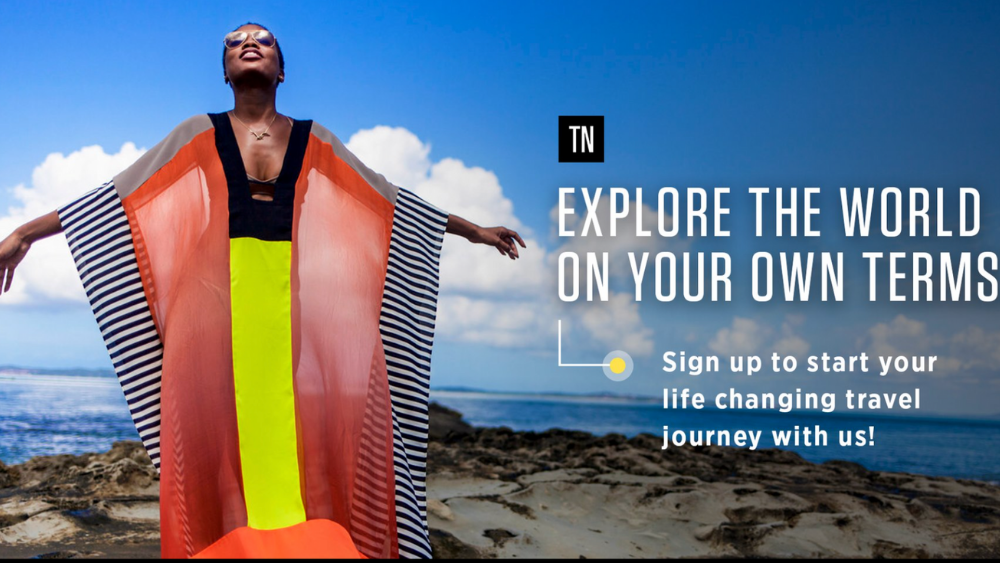 TN
EXPLORE THE WORLD
ON YOUR OWN TERMS
Sign up to start your
life changing travel
journey with us!